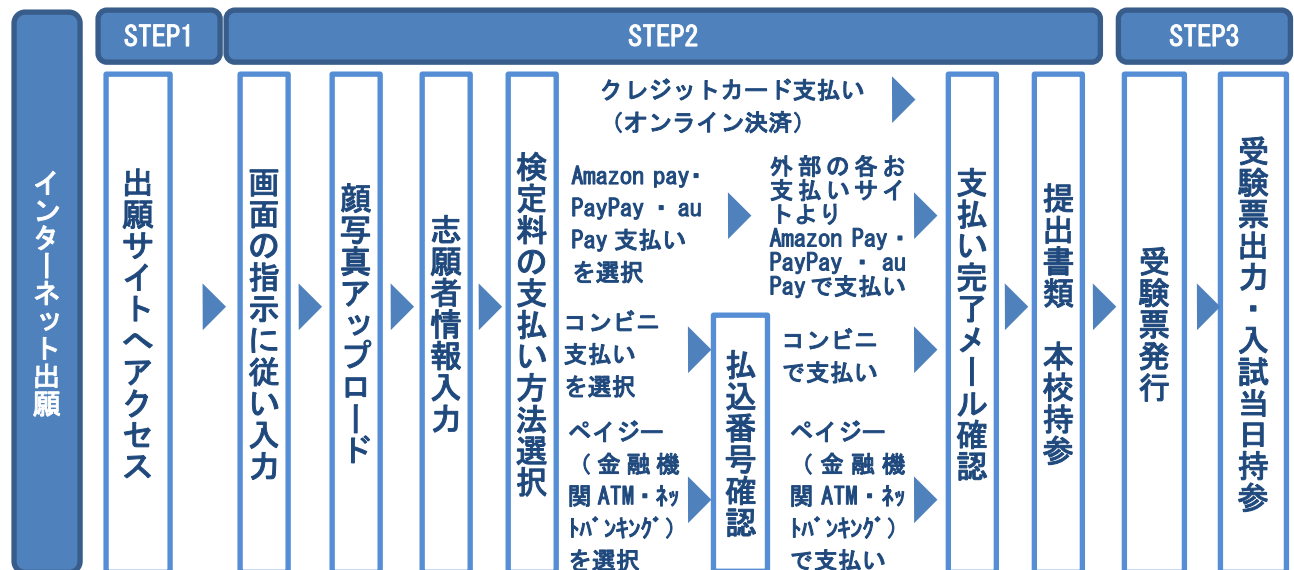 インターネット出願
STEP1
STEP2
STEP3
出願サイトへアクセス
画面の指示に従い入力
顔写真アップロード
志願者情報入力
検定料の支払い方法選択
クレジットカード支払い
（オンライン決済）
Amazon pay・
PayPay ・ au
Pay 支払い
を選択
外部の各お
支払いサイ
トより
Amazon Pay・
PayPay ・ au
Pay で支払い
コンビニ
支払い
を選択
ペイジー
（金融機
関 ATM・ネッ
トバンキング）
を選択
払込番号確認
コンビニ
で支払い
ペイジー
（金融機
関 ATM・ネッ
トバンキング）
で支払い
支払い完了メール確認
提出書類　本校持参
受験票発行
受験票出力・入試当日持参